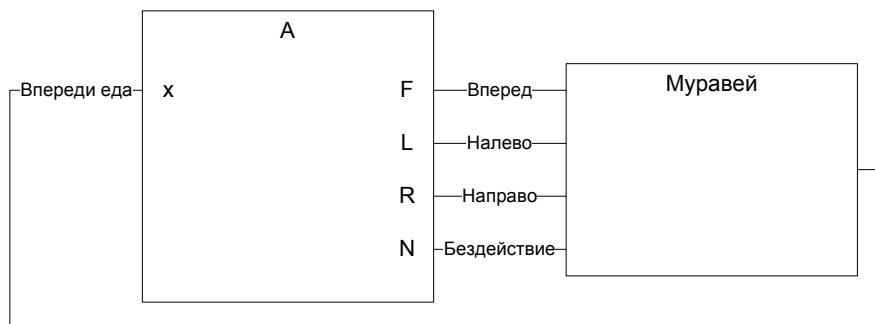 A
Муравей
Впереди еда
x
F
Вперед
L
Налево
R
Направо
N
Бездействие